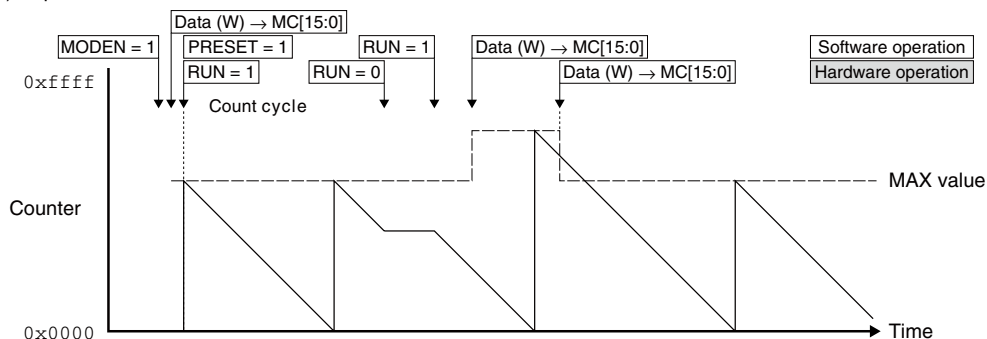 Data (W) → MC[15:0]
MODEN = 1
PRESET = 1
RUN = 1
Data (W) → MC[15:0]
Software operation
RUN = 1
RUN = 0
Data (W) → MC[15:0]
Hardware operation
0xffff
Count cycle
MAX value
Counter
0x0000
Time